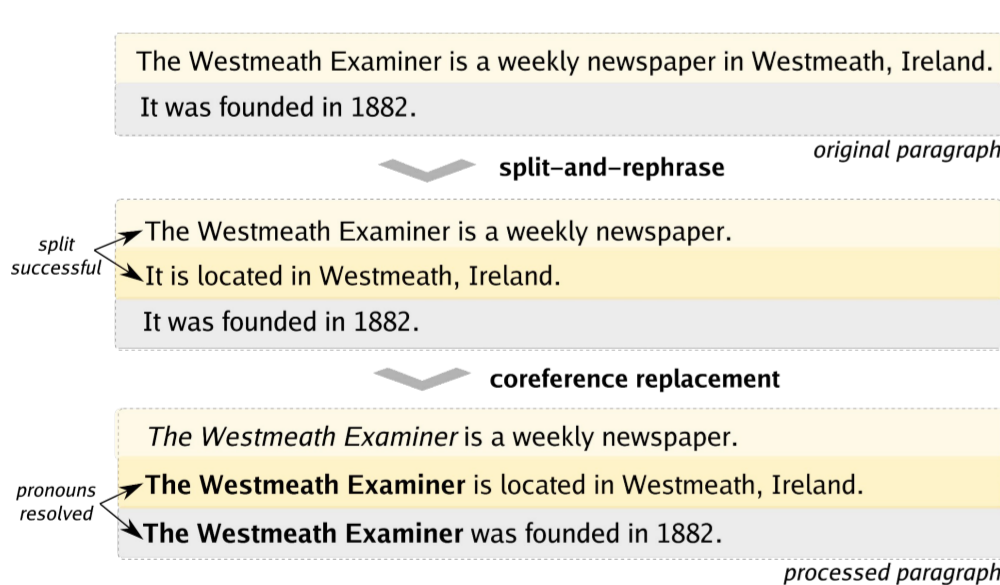 The Westmeath Examiner is a weekly newspaper in Westmeath, Ireland.
It was founded in 1882.
original paragraph
split-and-rephrase
split
successful
The Westmeath Examiner is a weekly newspaper.
It is located in Westmeath, Ireland.
It was founded in 1882.
coreference replacement
The Westmeath Examiner is a weekly newspaper.
pronouns
resolved
The Westmeath Examiner is located in Westmeath, Ireland.
The Westmeath Examiner was founded in 1882.
processed paragraph